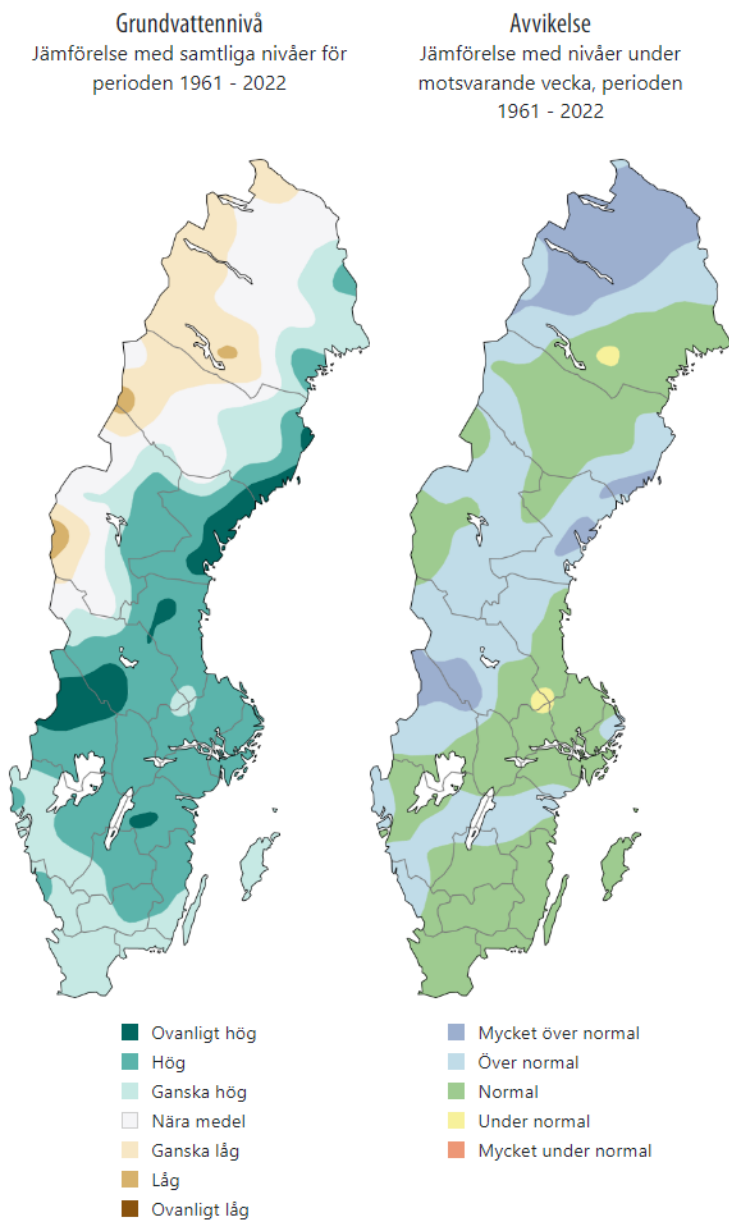 Grundvattennivå
Jämförelse med samtliga nivåer för
perioden 1961 - 2022
Avvikelse
Jämförelse med nivåer under
motsvarande vecka, perioden
1961 - 2022
Ovanligt hög
Hög
Ganska hög
Nära medel
Ganska låg
Låg
Ovanligt låg
Mycket över normal
Över normal
Normal
Under normal
Mycket under normal